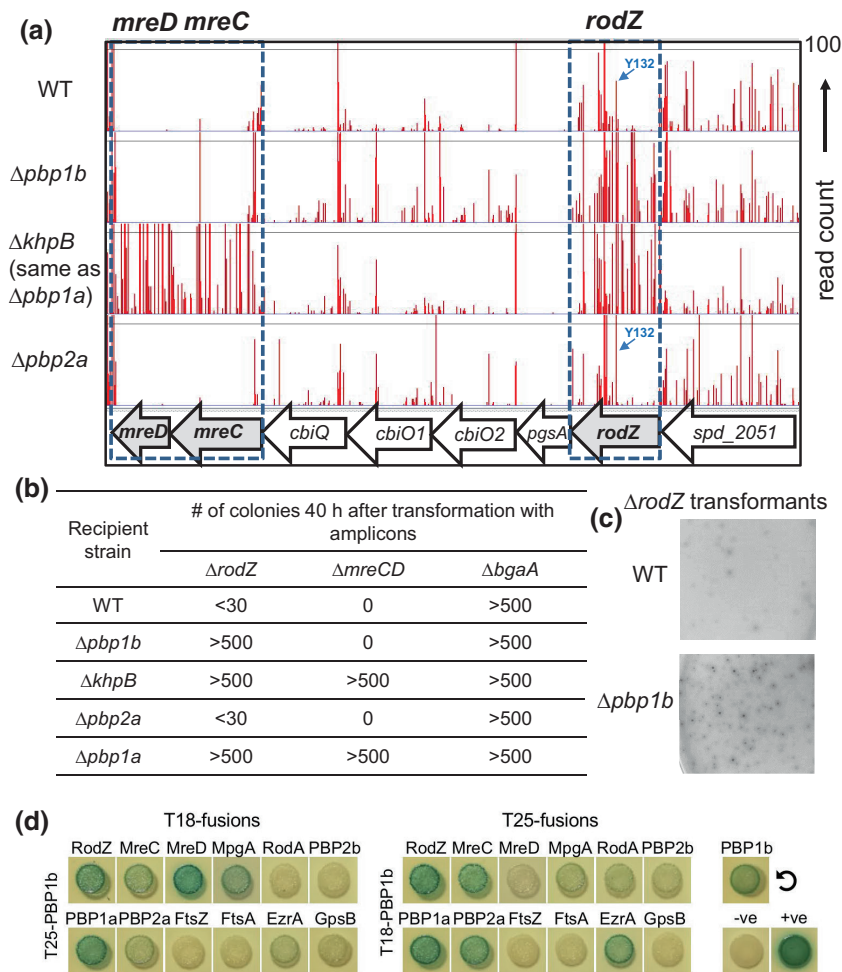 (a)
mreD mreC
rodZ
100
WT
Y132
Δpbp1b
ΔkhpB
(same as
Δpbp1a)
read count
Δpbp2a
Y132
mreD mreC cbiQ cbiO1 cbiO2 pgsA rodZ spd_2051
(b)
Recipient strain
# of colonies 40 h after transformation with amplicons
ΔrodZ ΔmreCD ΔbgaA
WT <30 0 >500
Δpbp1b >500 0 >500
ΔkhpB >500 >500 >500
Δpbp2a <30 0 >500
Δpbp1a >500 >500 >500
(c)
ΔrodZ transformants
WT
Δpbp1b
(d)
T18-fusions
T25-PBP1b
RodZ MreC MreD MpgA RodA PBP2b
PBP1a PBP2a FtsZ FtsA EzrA GpsB
T25-fusions
T18-PBP1b
RodZ MreC MreD MpgA RodA PBP2b
PBP1a PBP2a FtsZ FtsA EzrA GpsB
PBP1b
-ve +ve